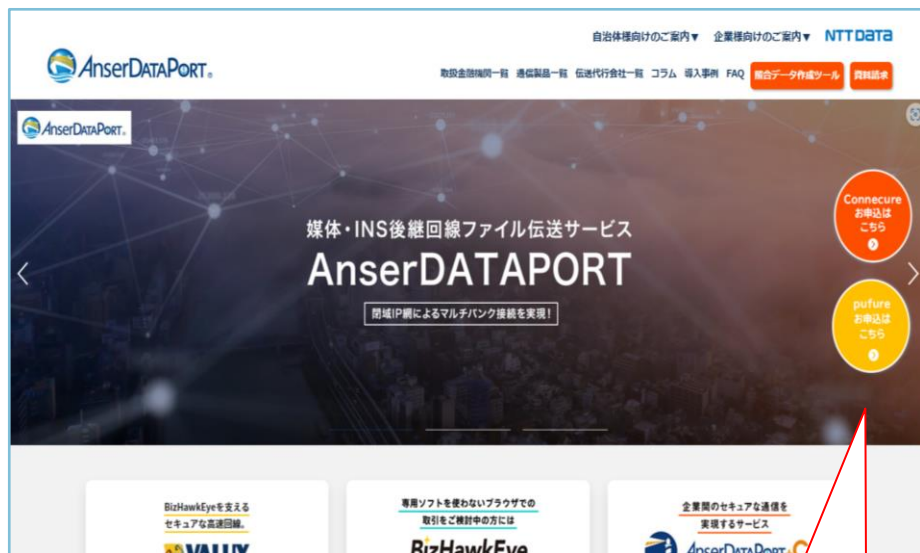 自治体様向けのご案内▼ 企業様向けのご案内▼ NTT DATA
AnserDATAPORT®
取扱金融機関一覧 通信製品一覧 伝送代行会社一覧 コラム 導入事例 FAQ 照合データ作成ツール 資料請求
AnserDATAPORT®
媒体・INS後継回線ファイル伝送サービス
AnserDATAPORT
閉域IP網によるマルチバンク接続を実現！
Connecure
お申込は
こちら
pufure
お申込は
こちら
BizHawkEyeを支える
セキュアな高速回線。
VALUX
専用ソフトを使わないブラウザでの
取引をご検討中の方には
BizHawkEye
企業間のセキュアな通信を
実現するサービス
AnserDATAPORT